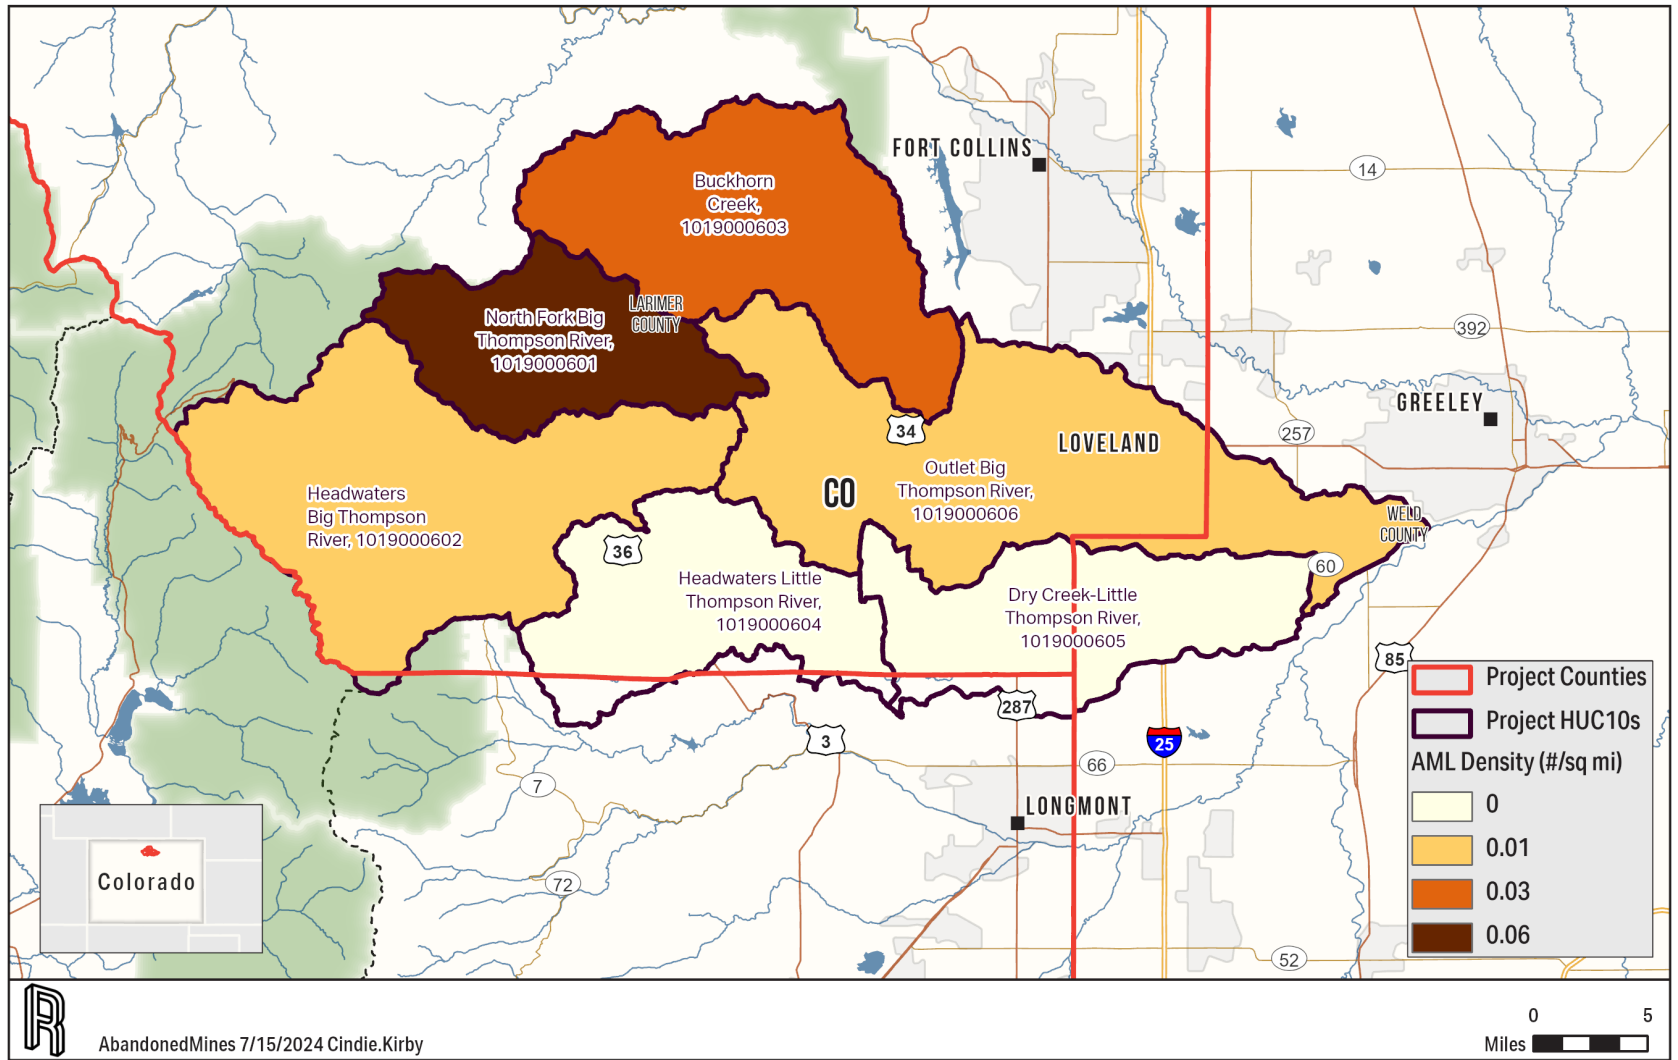 FORT COLLINS
14
Buckhorn
Creek,
1019000603
LARIMER
COUNTY
North Fork Big
Thompson River,
1019000601
392
GREELEY
257
34
LOVELAND
CO
Outlet Big
Thompson River,
1019000606
Headwaters
Big Thompson
River, 1019000602
WELD
COUNTY
36
60
Headwaters Little
Thompson River,
1019000604
Dry Creek-Little
Thompson River,
1019000605
85
287
3
25
66
7
LONGMONT
72
52
Project Counties
Project HUC10s
AML Density (#/sq mi)
0
0.01
0.03
0.06
Colorado
R
AbandonedMines 7/15/2024 Cindie.Kirby
0 5
Miles